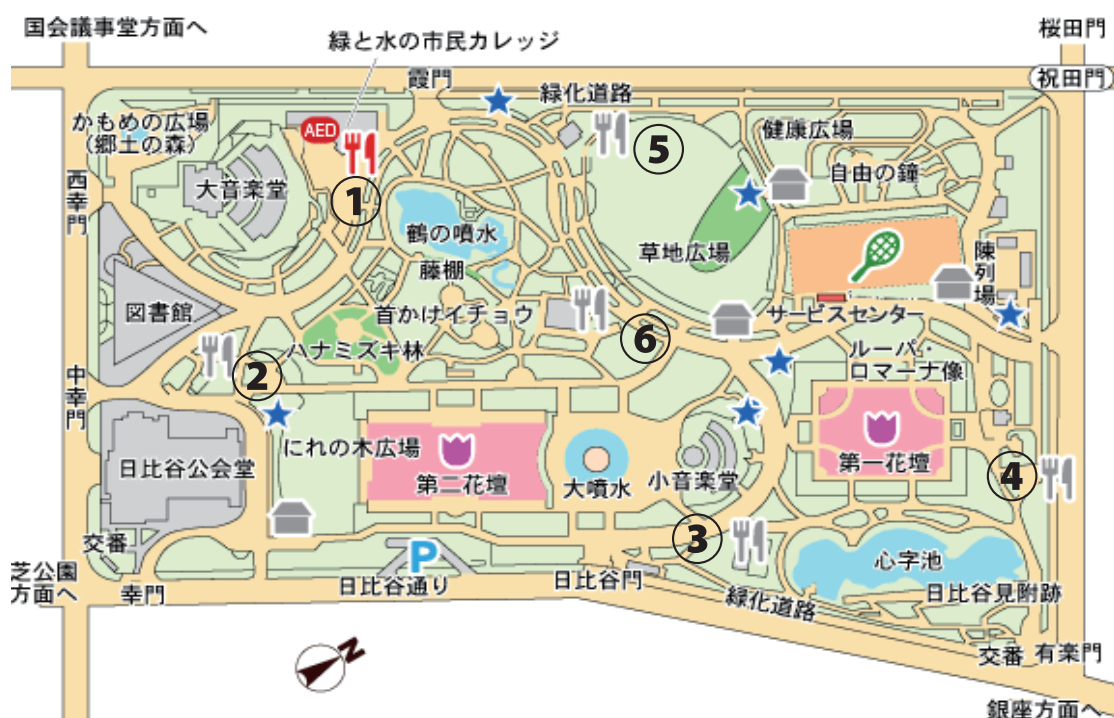 国会議事堂方面へ
桜田門
緑と水の市民カレッジ
霞門
祝田門
緑化道路
かもめの広場
（郷土の森）
AED
健康広場
⑤
西幸門
大音楽堂
①
自由の鐘
鶴の噴水
草地広場
陳列場
藤棚
図書館
首かけイチョウ
サービスセンター
⑥
ハナミズキ林
ルーパ・
ロマーナ像
中幸門
②
にれの木広場
日比谷公会堂
第二花壇
大噴水
小音楽堂
第一花壇
④
③
交番
P
心字池
芝公園
方面へ
幸門
日比谷通り
日比谷門
緑化道路
日比谷見附跡
交番
有楽門
N
銀座方面へ